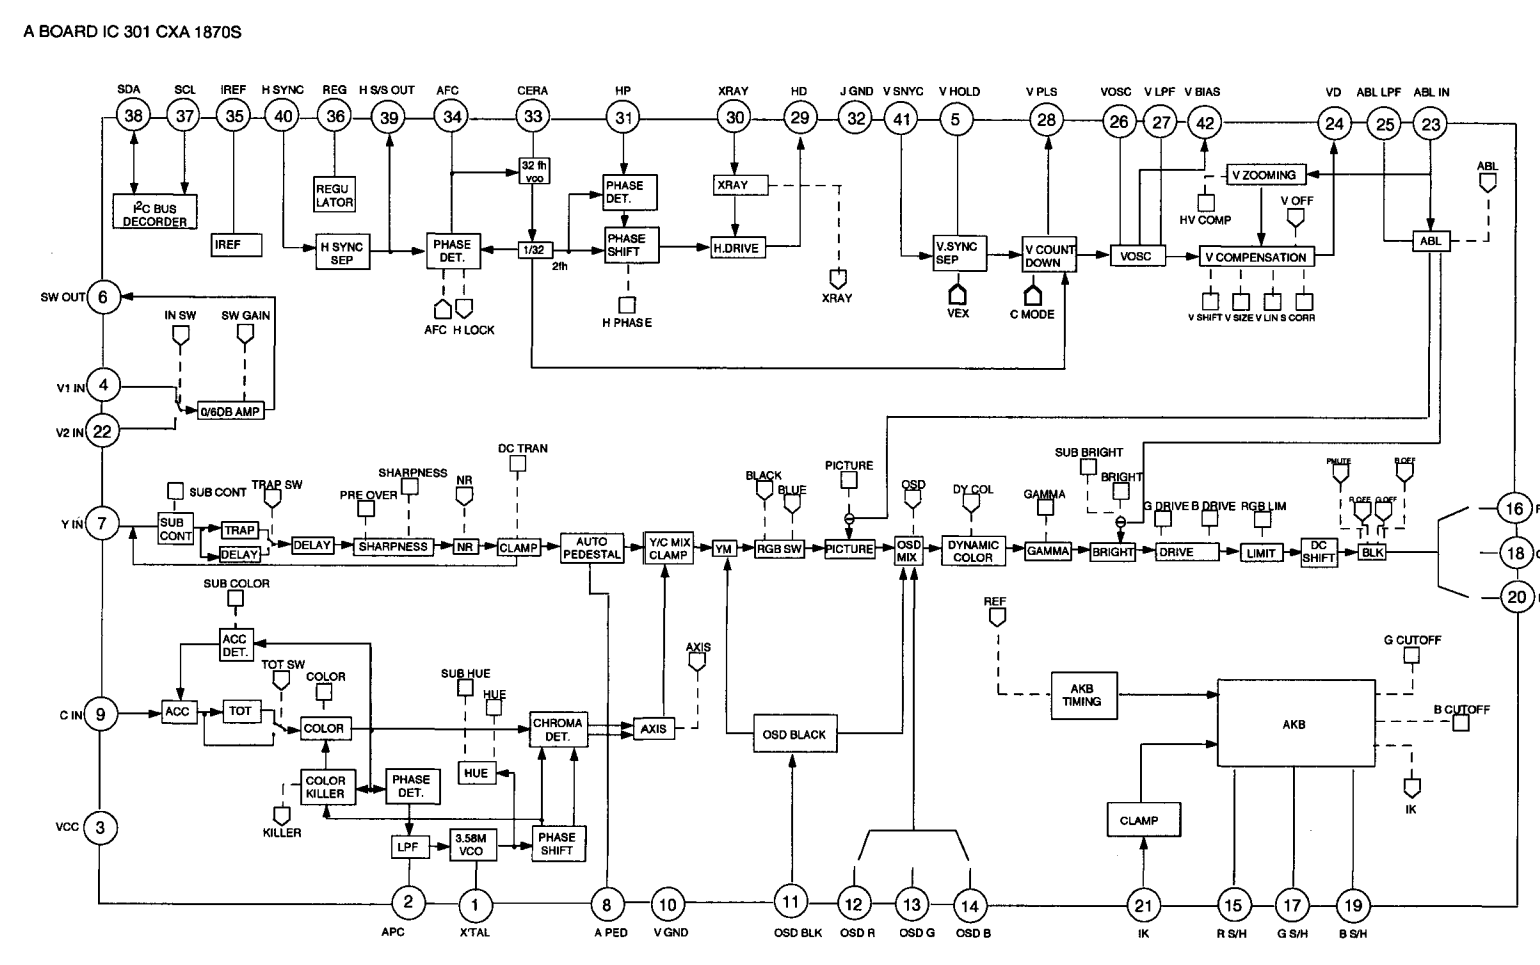 A BOARD IC 301 CXA 1870S
SDA SCL IREF H SYNC REG H S/S OUT AFC CERA HP XRAY HD J GND V SNYC V HOLD V PLS VOSC V LPF V BIAS VD ABL LPF ABL IN
38 37 35 40 36 39 34 33 31 30 29 32 41 5 28 26 27 42 24 25 23
32 fh
VCO
REGU
LATOR
PHASE
DET.
XRAY
V ZOOMING
ABL
I2C BUS
DECORDER
HV COMP
V OFF
IREF
H SYNC
SEP
PHASE
DET.
1/32
2fh
PHASE
SHIFT
H.DRIVE
V.SYNC
SEP
V COUNT
DOWN
VOSC
V COMPENSATION
ABL
SW OUT 6
XRAY
IN SW SW GAIN
AFC H LOCK
H PHASE
VEX
C MODE
V SHIFT V SIZE V LIN S CORR
V1 IN 4
0/6DB AMP
V2 IN 22
DC TRAN
SHARPNESS
SUB BRIGHT
SUB CONT
TRAP SW
PRE OVER
NR
BLACK
BLUE
PICTURE
OSD
DY COL
GAMMA
BRIGHT
G DRIVE B DRIVE RGB LIM
PMUTE
R OFF G OFF
B OFF
16
Y IN 7
SUB
CONT
TRAP
DELAY
DELAY
SHARPNESS
NR
CLAMP
AUTO
PEDESTAL
Y/C MIX
CLAMP
YM
RGB SW
PICTURE
OSD
MIX
DYNAMIC
COLOR
GAMMA
BRIGHT
DRIVE
LIMIT
DC
SHIFT
BLK
18
20
SUB COLOR
REF
ACC
DET.
TOT SW
COLOR
SUB HUE
HUE
AXIS
G CUTOFF
C IN 9
ACC
TOT
COLOR
CHROMA
DET.
AXIS
OSD BLACK
AKB
TIMING
AKB
B CUTOFF
COLOR
KILLER
PHASE
DET.
HUE
IK
VCC 3
KILLER
LPF
3.58M
VCO
PHASE
SHIFT
CLAMP
2 1 8 10 11 12 13 14 21 15 17 19
APC X'TAL A PED V GND OSD BLK OSD R OSD G OSD B IK R S/H G S/H B S/H